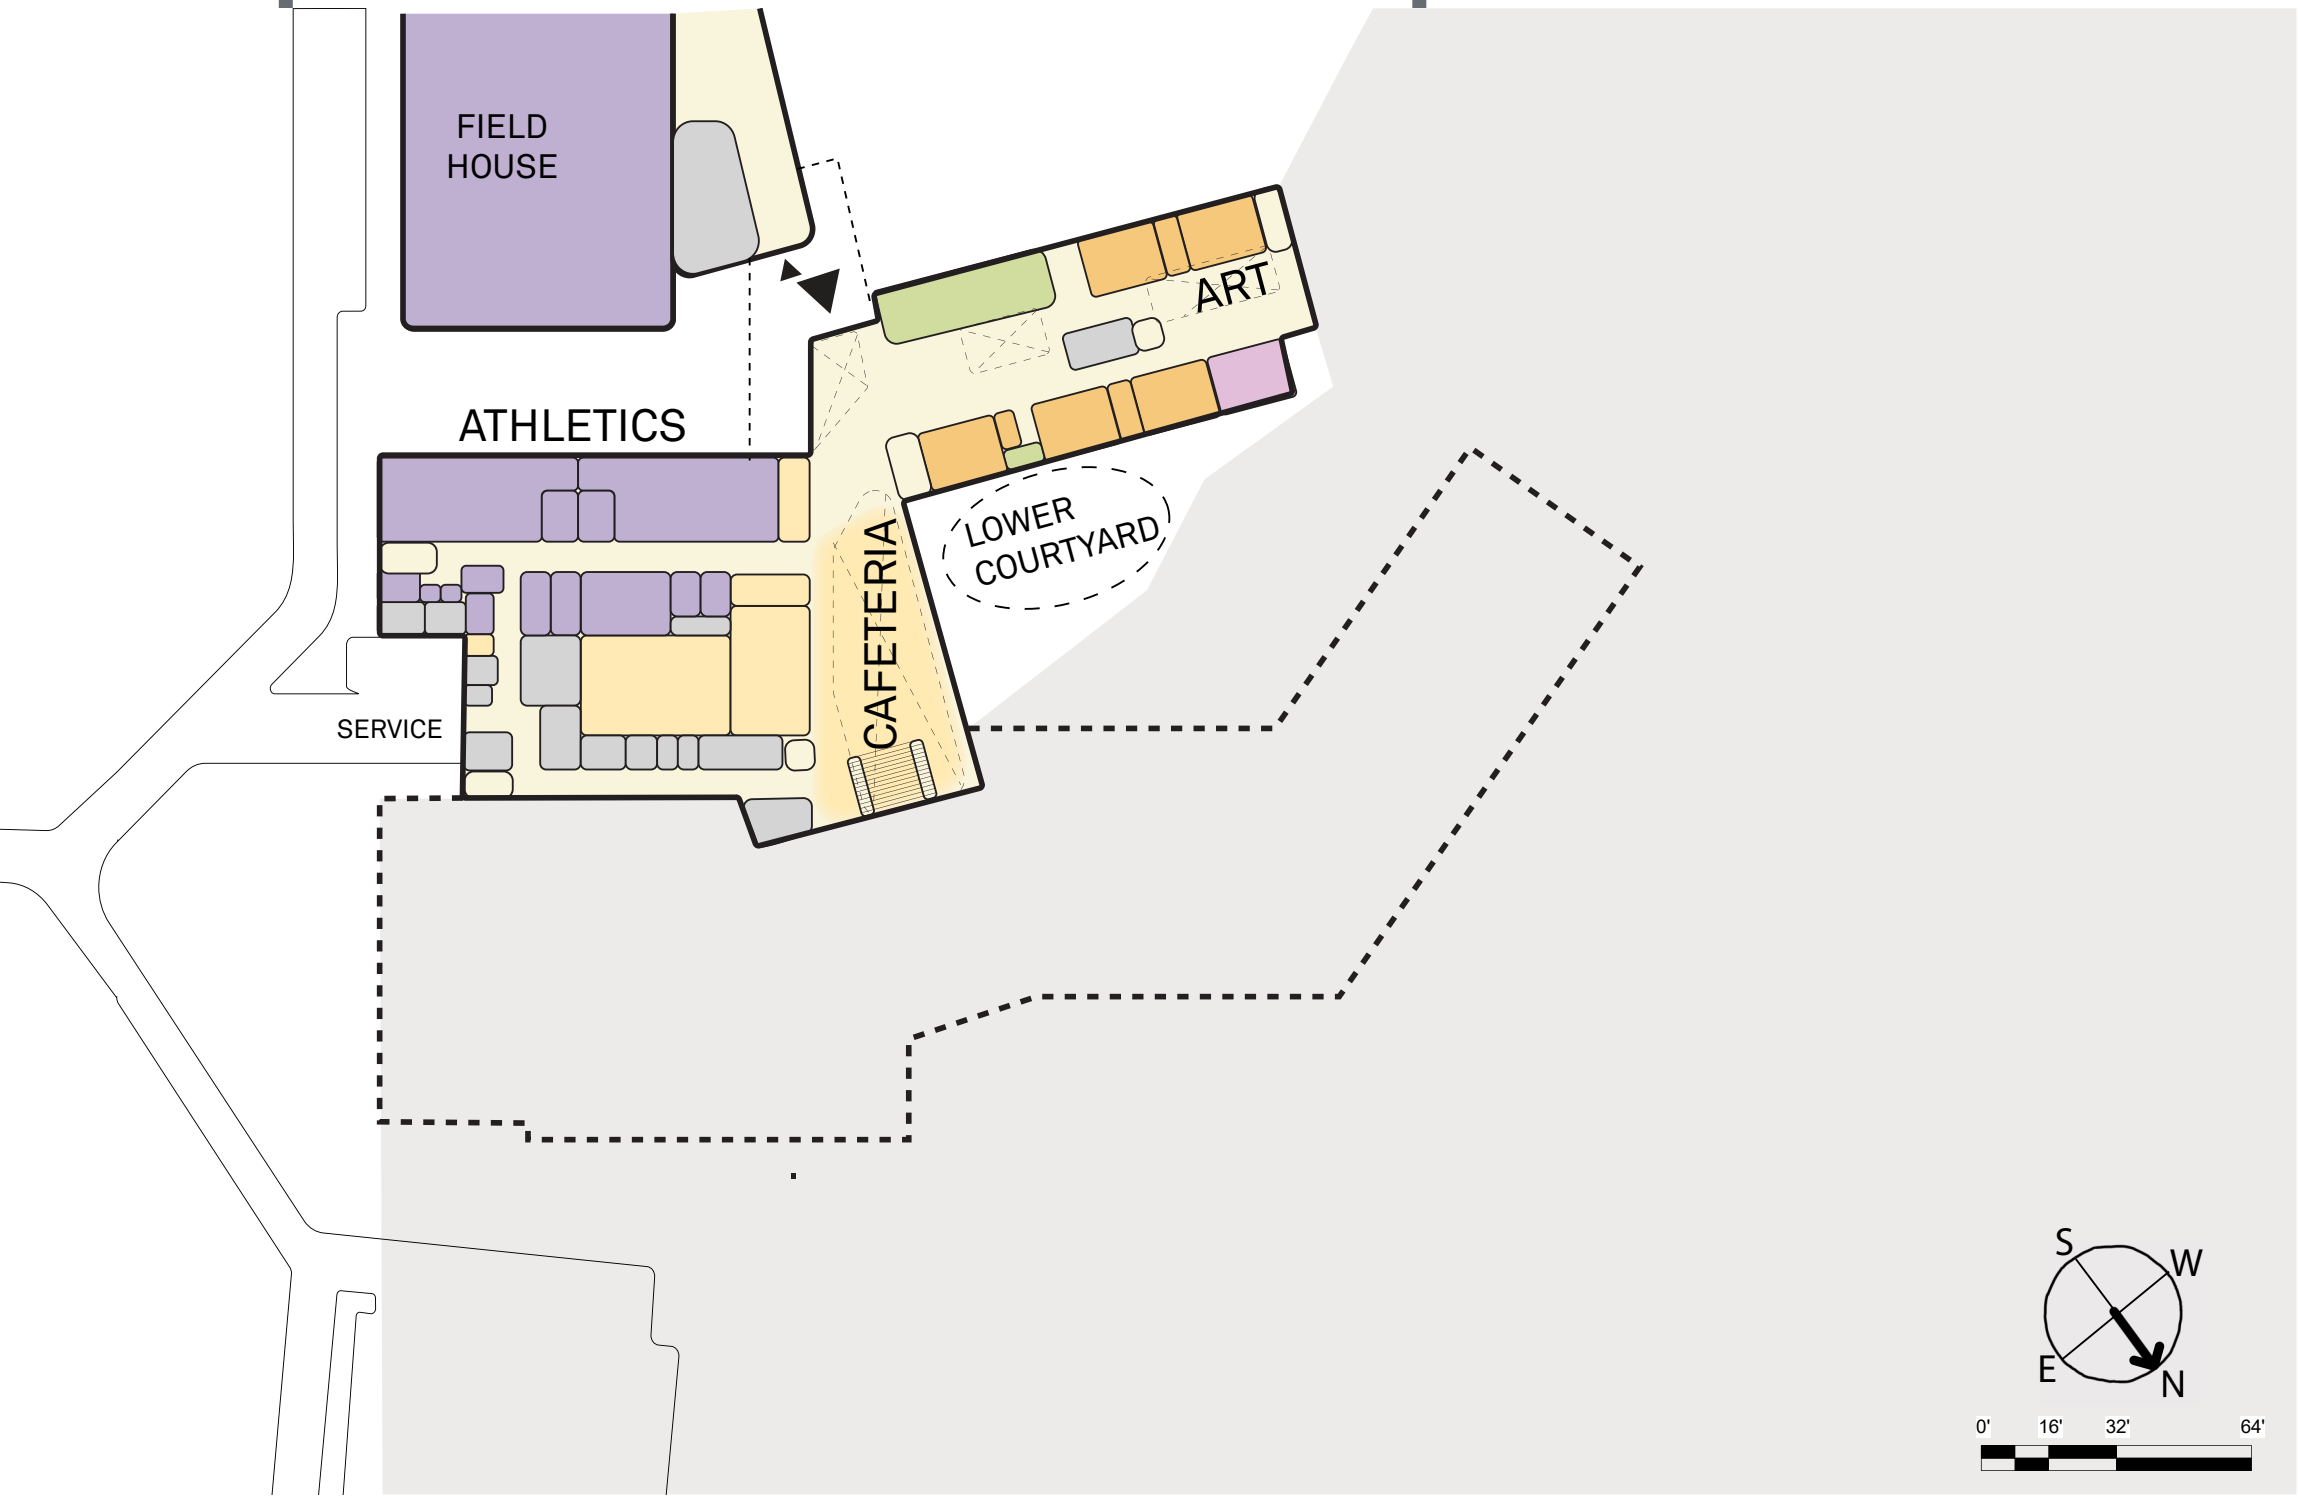 FIELD
HOUSE
ART
ATHLETICS
LOWER
COURTYARD
CAFETERIA
SERVICE
S
W
E
N
0' 16' 32' 64'